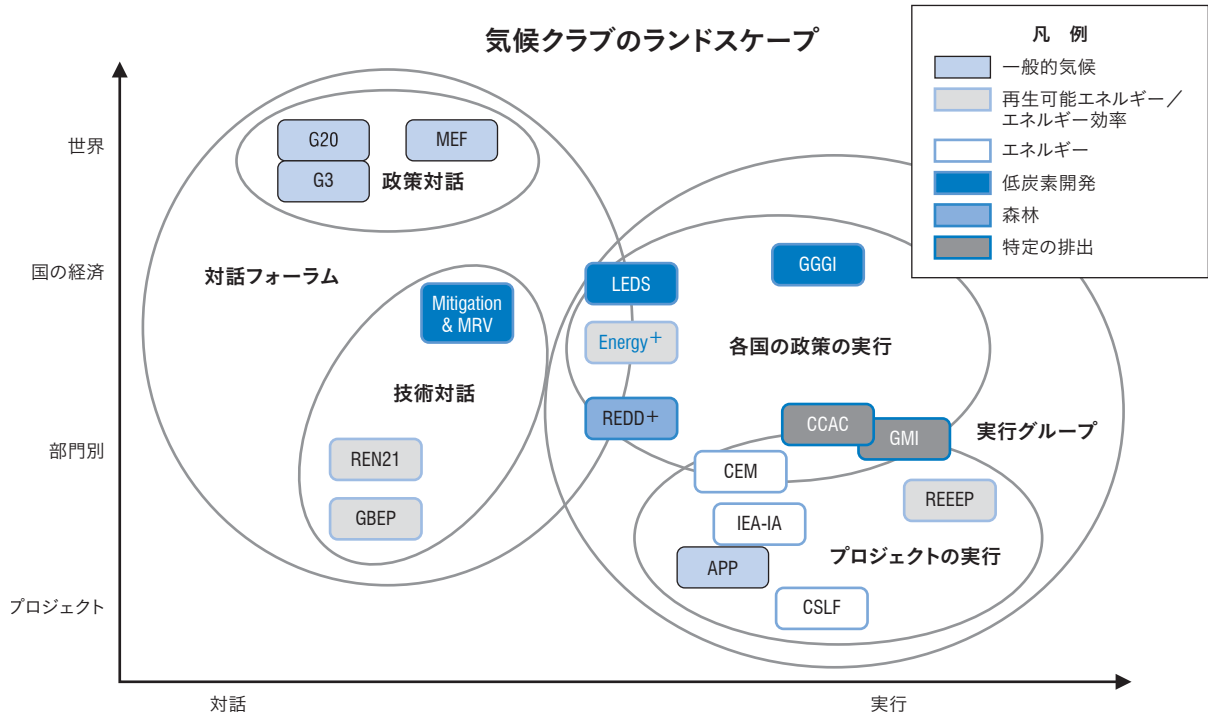 気候クラブのランドスケープ
凡 例
一般的気候
再生可能エネルギー／
エネルギー効率
エネルギー
低炭素開発
森林
特定の排出
世界
国の経済
部門別
プロジェクト
G20
MEF
G3
政策対話
対話フォーラム
Mitigation
& MRV
技術対話
REN21
GBEP
LEDS
GGGI
Energy+
各国の政策の実行
REDD+
CCAC
GMI
実行グループ
CEM
REEEP
IEA-IA
プロジェクトの実行
APP
CSLF
対話
実行